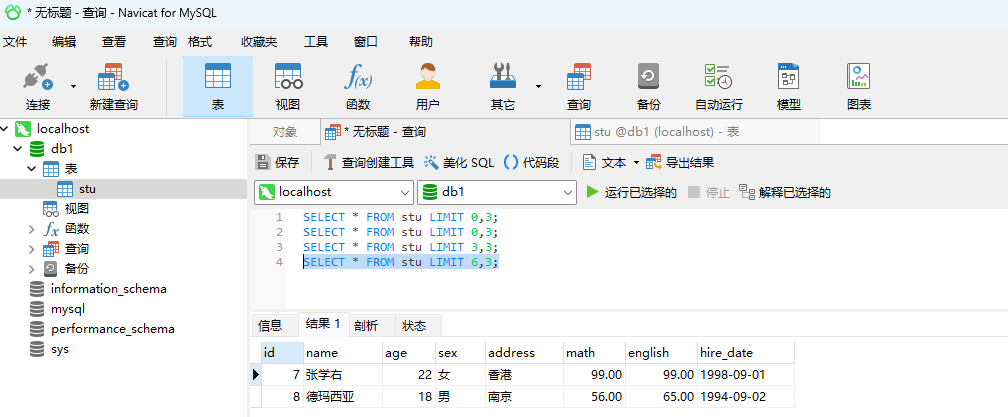 * 无标题 - 查询 - Navicat for MySQL
文件 编辑 查看 查询 格式 收藏夹 工具 窗口 帮助
连接 新建查询 表 视图 函数 用户 其它 查询 备份 自动运行 模型 图表
localhost
db1
表
stu
视图
函数
查询
备份
information_schema
mysql
performance_schema
sys
对象 * 无标题 - 查询 stu @db1 (localhost) - 表
保存 查询创建工具 美化 SQL 代码段 文本 导出结果
localhost db1 运行已选择的 停止 解释已选择的
1 SELECT * FROM stu LIMIT 0,3;
2 SELECT * FROM stu LIMIT 0,3;
3 SELECT * FROM stu LIMIT 3,3;
4 SELECT * FROM stu LIMIT 6,3;
信息 结果 1 剖析 状态
id name age sex address math english hire_date
7 张学右 22 女 香港 99.00 99.00 1998-09-01
8 德玛西亚 18 男 南京 56.00 65.00 1994-09-02